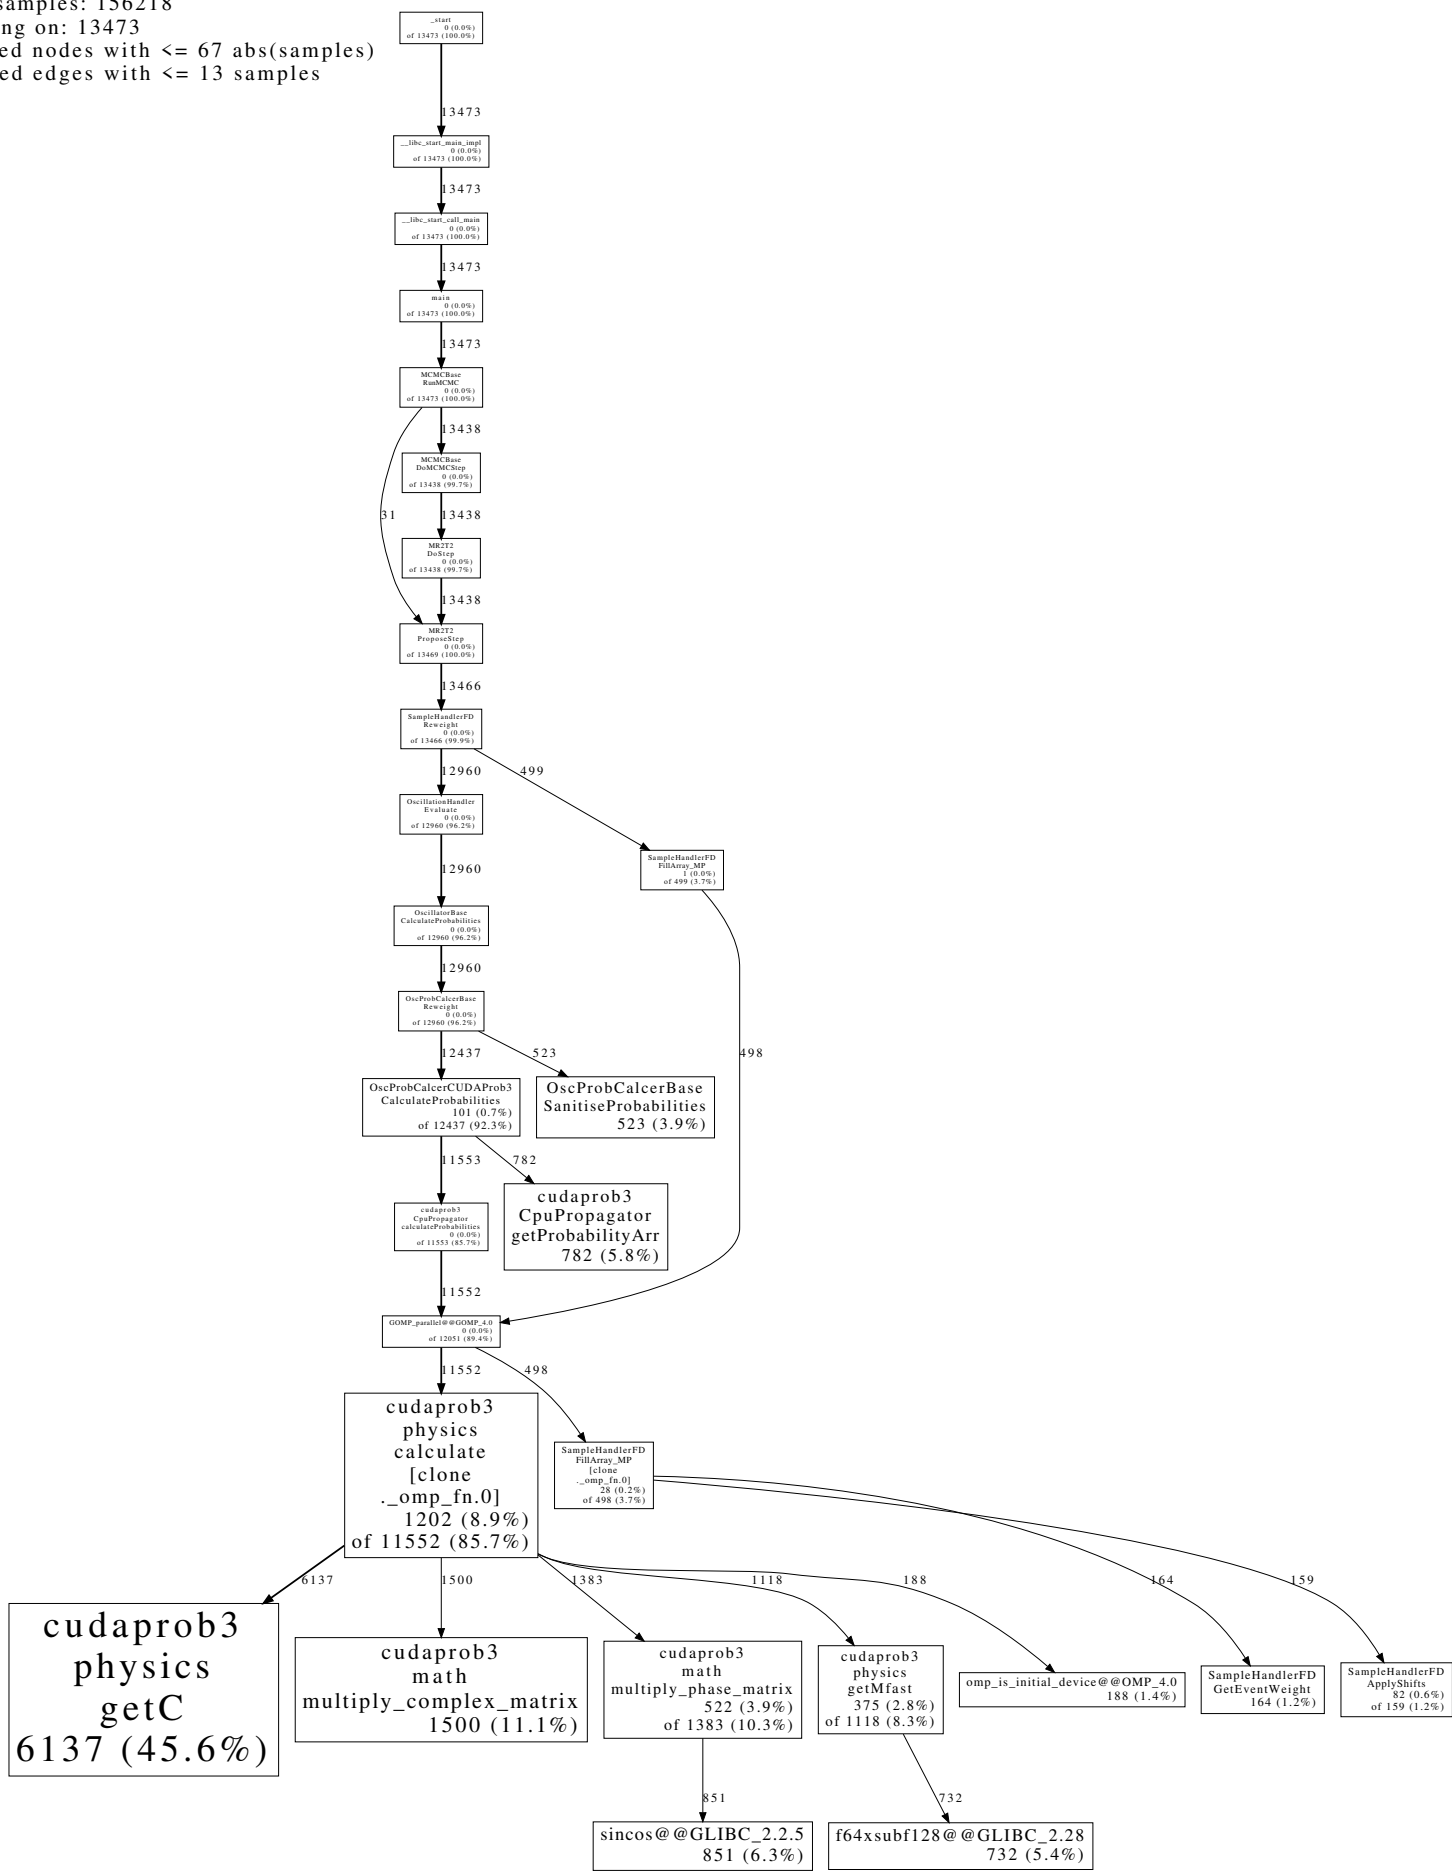 samples: 156218
ng on: 13473
ed nodes with <= 67 abs(samples)
ed edges with <= 13 samples
_start
0 (0.0%)
of 13473 (100.0%)
13473
__libc_start_main_impl
0 (0.0%)
of 13473 (100.0%)
13473
__libc_start_call_main
0 (0.0%)
of 13473 (100.0%)
13473
main
0 (0.0%)
of 13473 (100.0%)
13473
MCMCBase
RunMCMC
0 (0.0%)
of 13473 (100.0%)
13438
31
MCMCBase
DoMCMCStep
0 (0.0%)
of 13438 (99.7%)
13438
MR2T2
DoStep
0 (0.0%)
of 13438 (99.7%)
13438
MR2T2
ProposeStep
0 (0.0%)
of 13469 (100.0%)
13466
SampleHandlerFD
Reweight
0 (0.0%)
of 13466 (99.9%)
12960
499
OscillationHandler
Evaluate
0 (0.0%)
of 12960 (96.2%)
SampleHandlerFD
FillArray_MP
1 (0.0%)
of 499 (3.7%)
12960
OscillatorBase
CalculateProbabilities
0 (0.0%)
of 12960 (96.2%)
12960
OscProbCalcerBase
Reweight
0 (0.0%)
of 12960 (96.2%)
12437
523
498
OscProbCalcerCUDAProb3
CalculateProbabilities
101 (0.7%)
of 12437 (92.3%)
OscProbCalcerBase
SanitiseProbabilities
523 (3.9%)
11553
782
cudaprob3
CpuPropagator
calculateProbabilities
0 (0.0%)
of 11553 (85.7%)
cudaprob3
CpuPropagator
getProbabilityArr
782 (5.8%)
11552
GOMP_parallel@@GOMP_4.0
0 (0.0%)
of 12051 (89.4%)
11552
498
cudaprob3
physics
calculate
[clone
._omp_fn.0]
1202 (8.9%)
of 11552 (85.7%)
SampleHandlerFD
FillArray_MP
[clone
._omp_fn.0]
28 (0.2%)
of 498 (3.7%)
6137
1500
1383
1118
188
164
159
cudaprob3
physics
getC
6137 (45.6%)
cudaprob3
math
multiply_complex_matrix
1500 (11.1%)
cudaprob3
math
multiply_phase_matrix
522 (3.9%)
of 1383 (10.3%)
cudaprob3
physics
getMfast
375 (2.8%)
of 1118 (8.3%)
omp_is_initial_device@@OMP_4.0
188 (1.4%)
SampleHandlerFD
GetEventWeight
164 (1.2%)
SampleHandlerFD
ApplyShifts
82 (0.6%)
of 159 (1.2%)
851
732
sincos@@GLIBC_2.2.5
851 (6.3%)
f64xsubf128@@GLIBC_2.28
732 (5.4%)